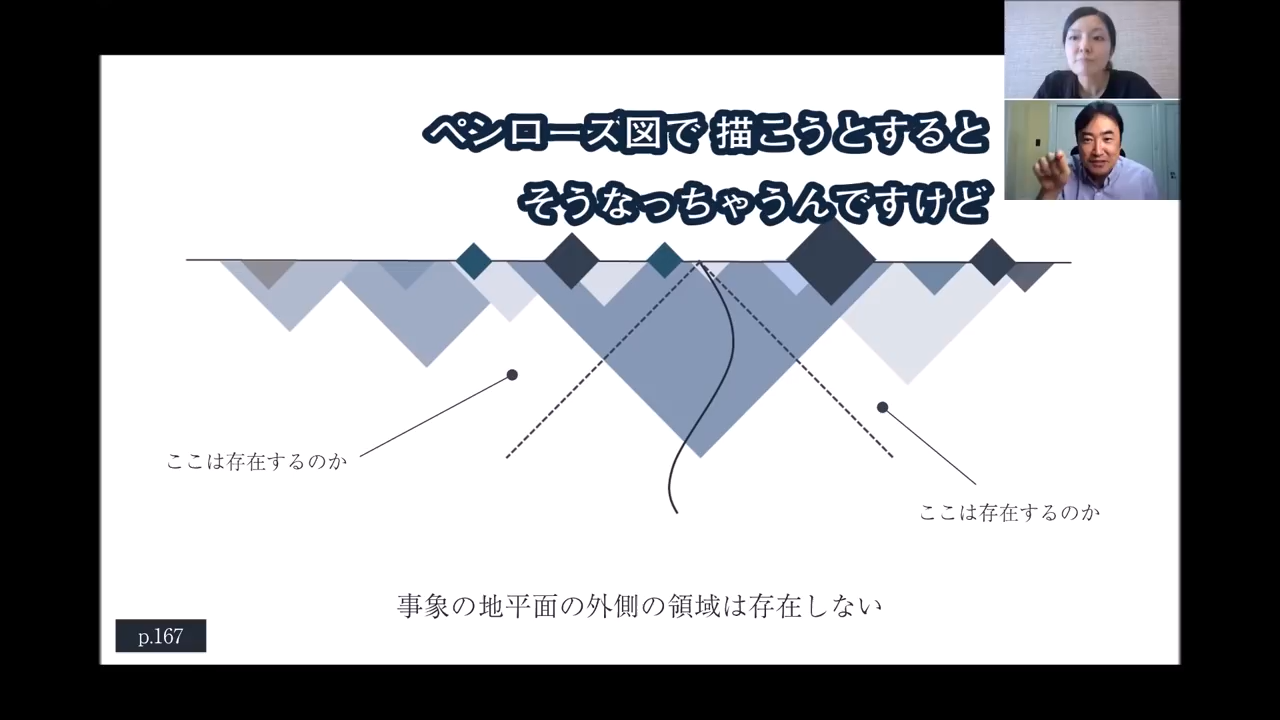 ペンローズ図で 描こうとすると
そうなっちゃうんですけど
ここは存在するのか
ここは存在するのか
事象の地平面の外側の領域は存在しない
p.167